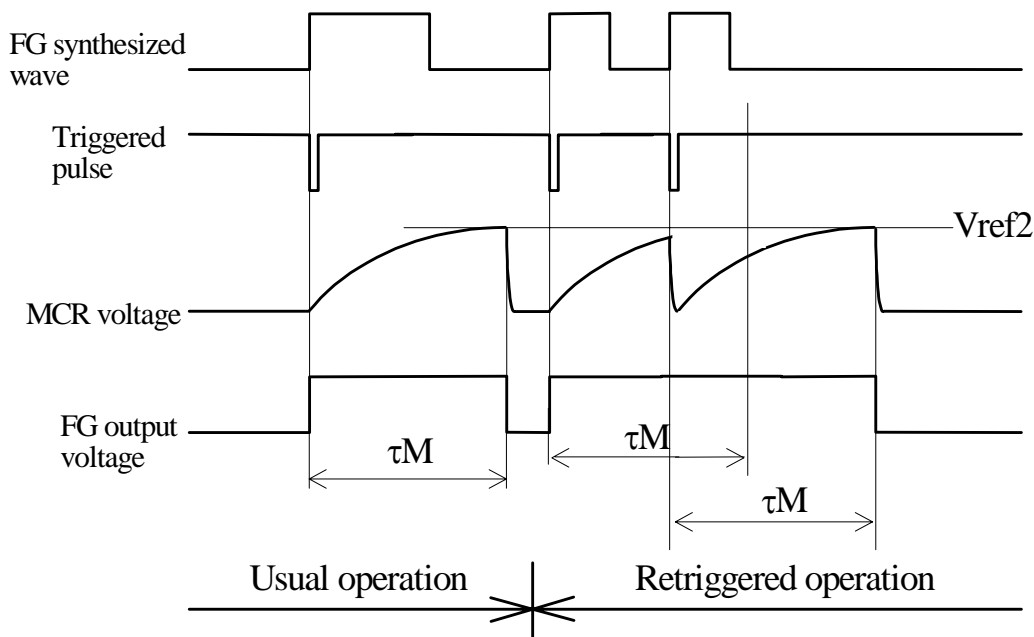 FG synthesized
wave
Triggered
pulse
Vref2
MCR voltage
FG output
voltage
τM
τM
τM
Usual operation
Retriggered operation